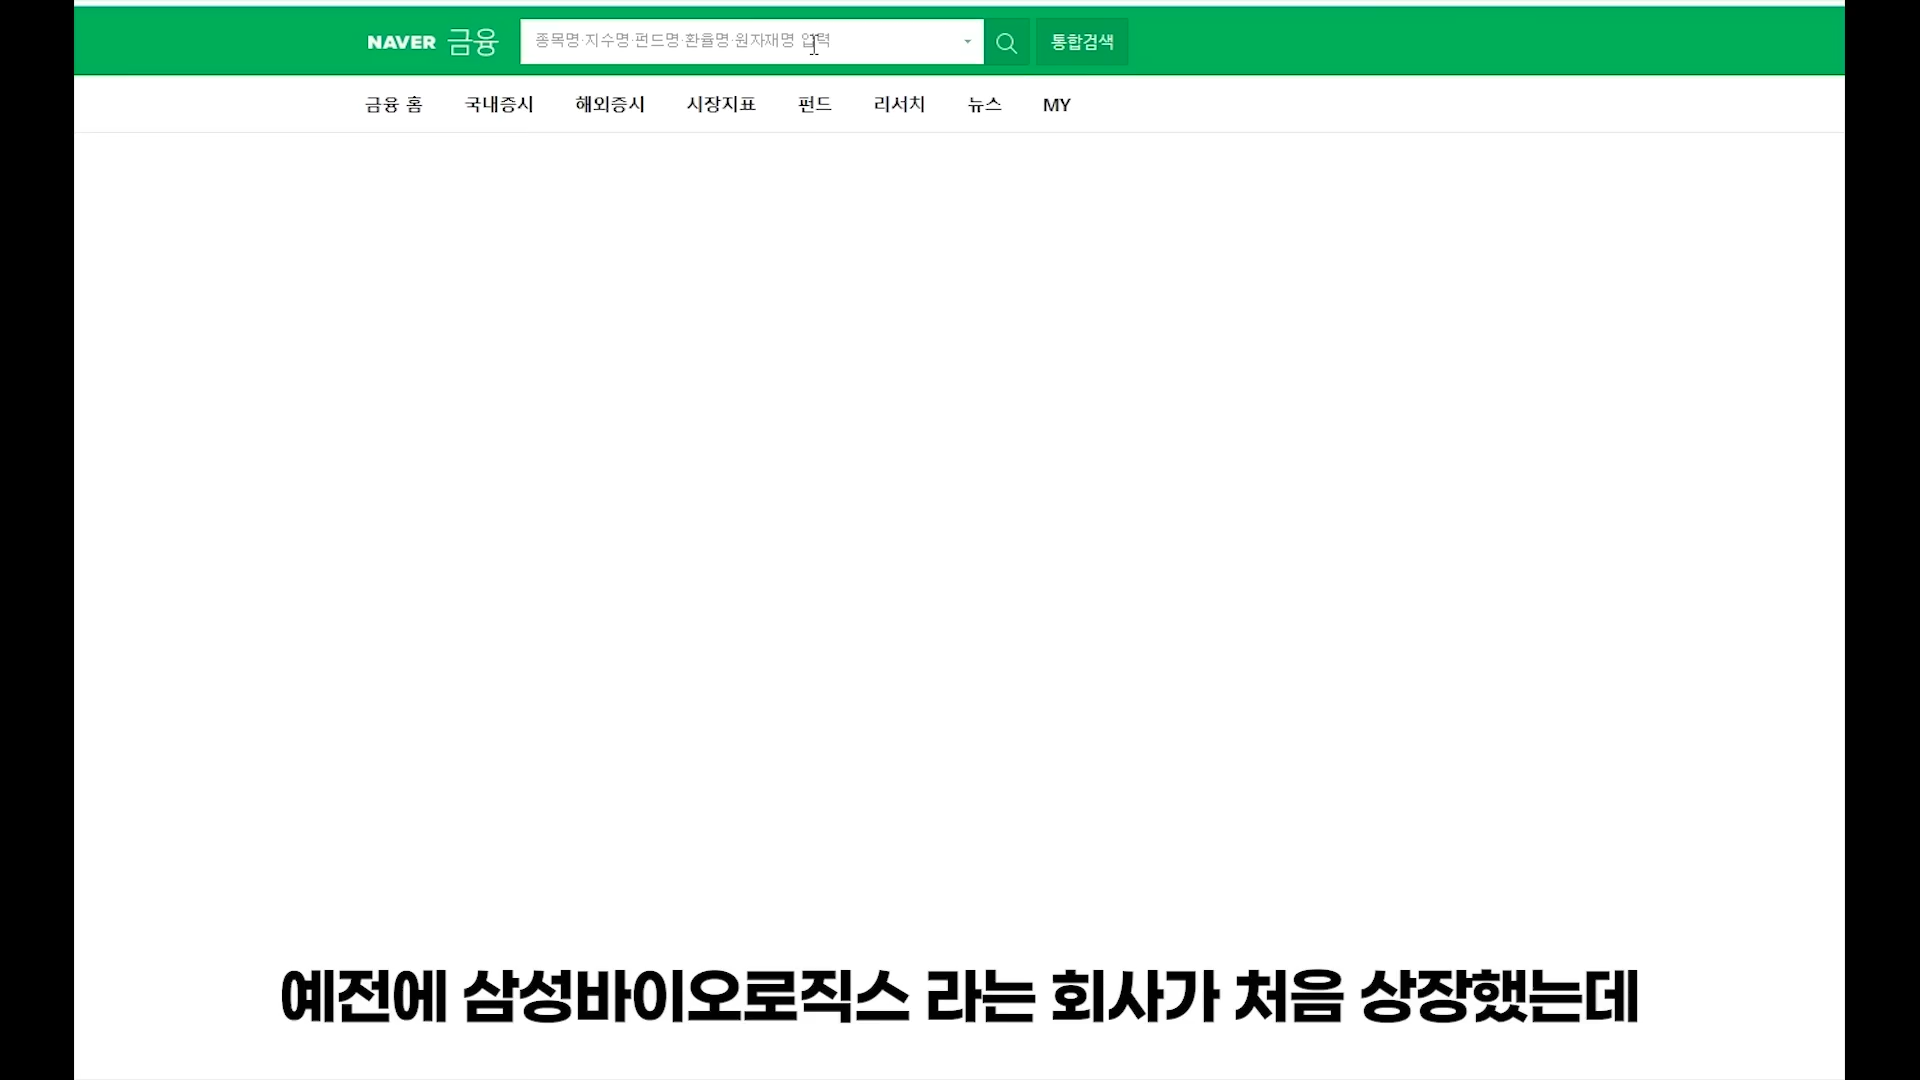 NAVER 금융 종목명·지수명·펀드명·환율명·원자재명 입력 통합검색
금융 홈 국내증시 해외증시 시장지표 펀드 리서치 뉴스 MY
예전에 삼성바이오로직스 라는 회사가 처음 상장했는데